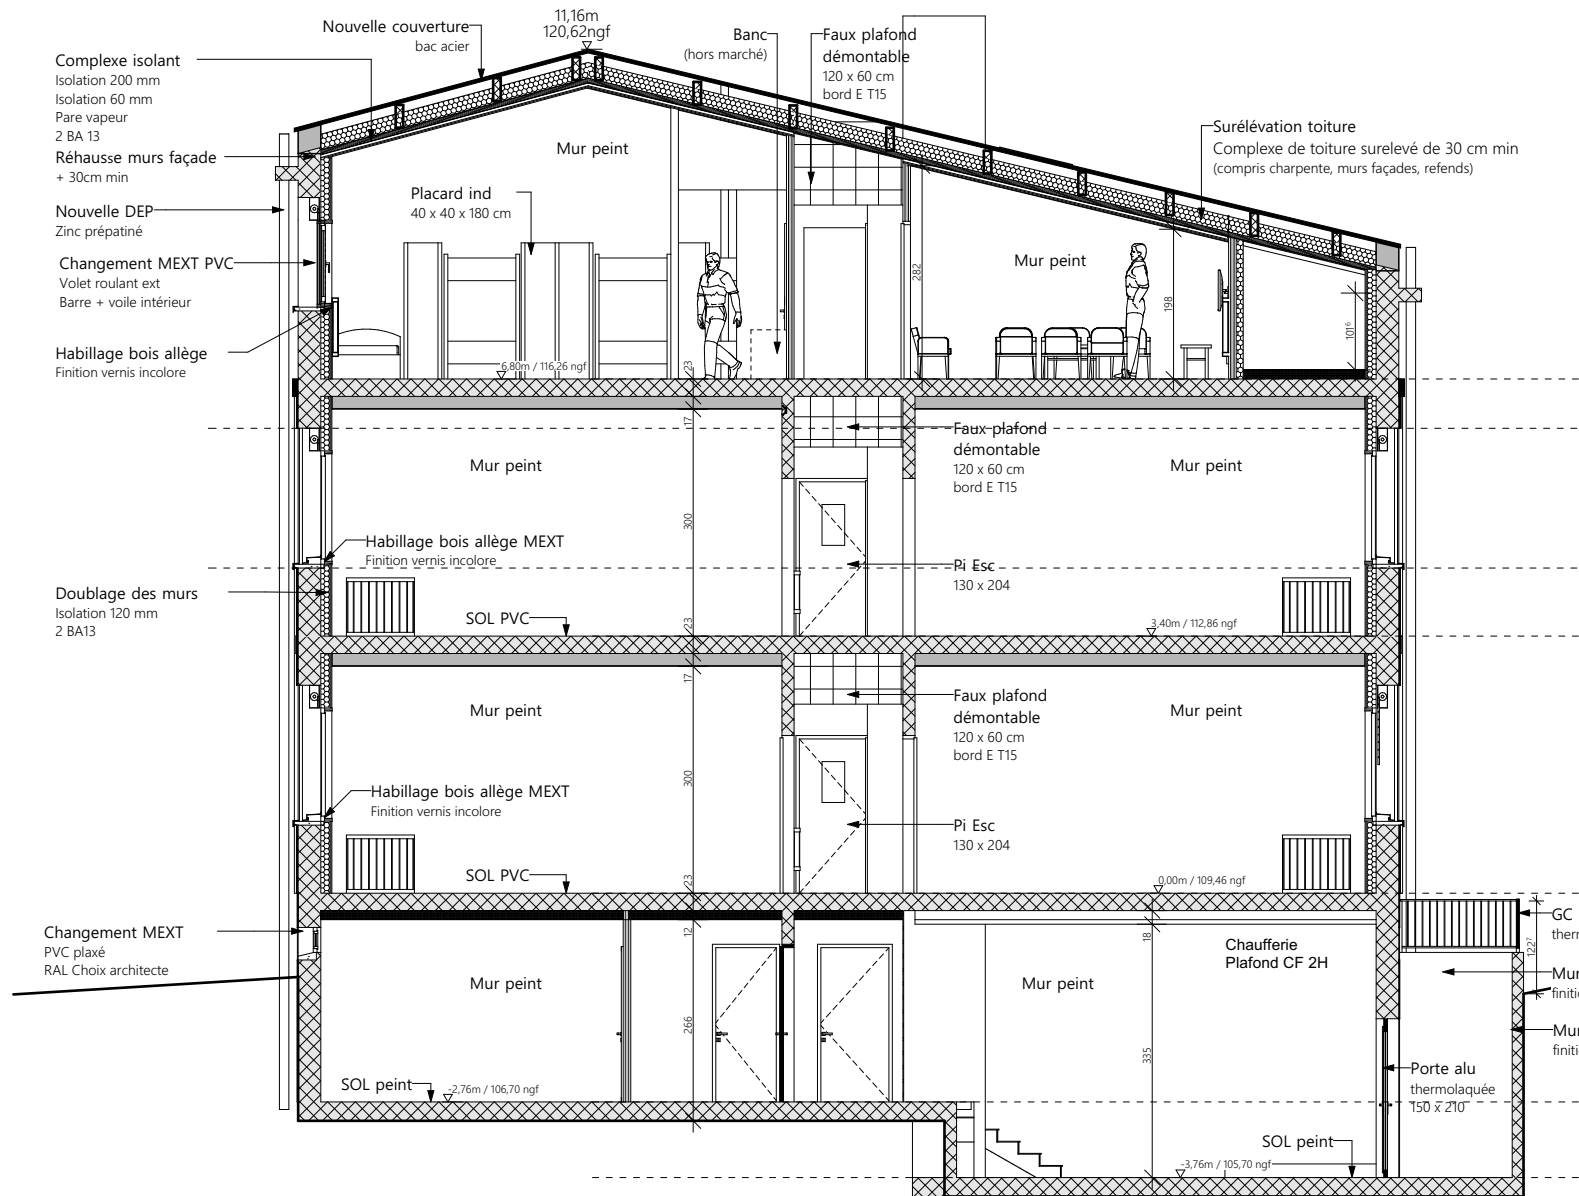 11,16m
120,62ngf
Nouvelle couverture
bac acier
Banc
(hors marché)
Faux plafond
démontable
120 x 60 cm
bord E T15
Complexe isolant
Isolation 200 mm
Isolation 60 mm
Pare vapeur
2 BA 13
Réhausse murs façade
+ 30cm min
Nouvelle DEP
Zinc prépatiné
Changement MEXT PVC
Volet roulant ext
Barre + voile intérieur
Habillage bois allège
Finition vernis incolore
Surélévation toiture
Complexe de toiture surelevé de 30 cm min
(compris charpente, murs façades, refends)
Mur peint
Placard ind
40 x 40 x 180 cm
Mur peint
282
198
101⁶
6,80m / 116,26 ngf
23
17
Faux plafond
démontable
120 x 60 cm
bord E T15
Mur peint
Mur peint
300
Habillage bois allège MEXT
Finition vernis incolore
Pi Esc
130 x 204
Doublage des murs
Isolation 120 mm
2 BA13
SOL PVC
23
3,40m / 112,86 ngf
17
Faux plafond
démontable
120 x 60 cm
bord E T15
Mur peint
Mur peint
300
Habillage bois allège MEXT
Finition vernis incolore
Pi Esc
130 x 204
SOL PVC
23
0,00m / 109,46 ngf
Changement MEXT
PVC plaxé
RAL Choix architecte
12
18
Chaufferie
Plafond CF 2H
GC
therm
122⁷
Mur peint
Mur peint
Mur
finiti
266
335
Mur
finiti
Porte alu
thermolaquée
150 x 210
SOL peint
-2,76m / 106,70 ngf
SOL peint
-3,76m / 105,70 ngf